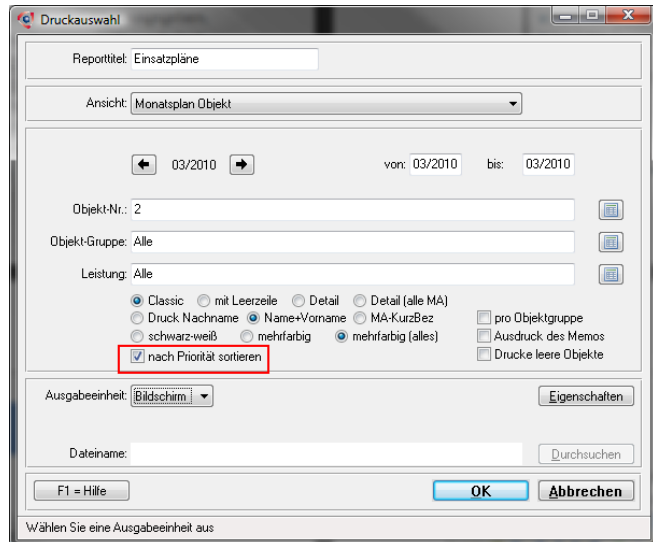 Druckauswahl
Reporttitel: Einsatzpläne
Ansicht: Monatsplan Objekt
03/2010 von: 03/2010 bis: 03/2010
Objekt-Nr.: 2
Objekt-Gruppe: Alle
Leistung: Alle
Classic mit Leerzeile Detail Detail (alle MA)
Druck Nachname Name+Vorname MA-KurzBez pro Objektgruppe
schwarz-weiß mehrfarbig mehrfarbig (alles) Ausdruck des Memos
nach Priorität sortieren Drucke leere Objekte
Ausgabeeinheit: Bildschirm Eigenschaften
Dateiname: Durchsuchen
F1 = Hilfe OK Abbrechen
Wählen Sie eine Ausgabeeinheit aus